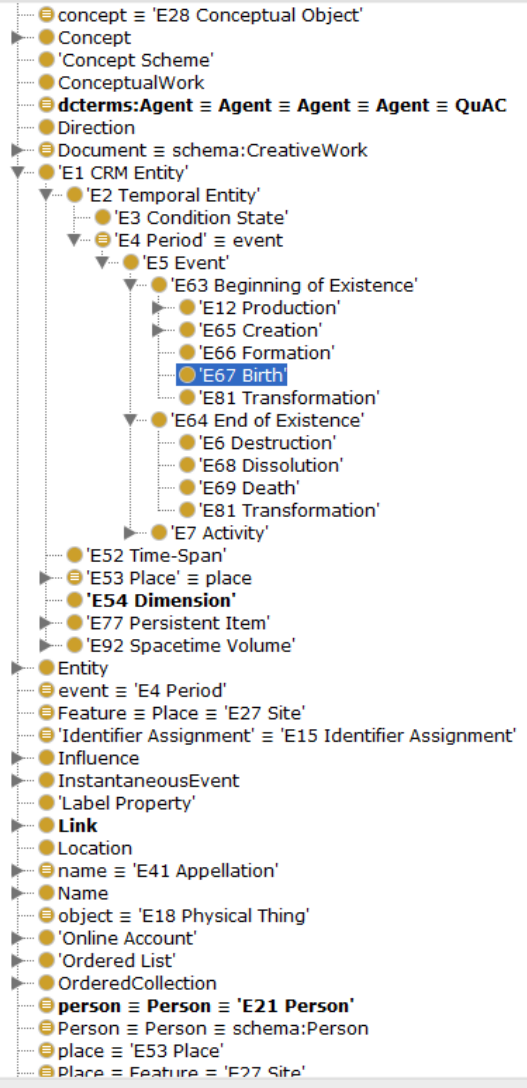 concept ≡ 'E28 Conceptual Object'
Concept
'Concept Scheme'
ConceptualWork
dcterms:Agent ≡ Agent ≡ Agent ≡ Agent ≡ QuAC
Direction
Document ≡ schema:CreativeWork
'E1 CRM Entity'
'E2 Temporal Entity'
'E3 Condition State'
'E4 Period' ≡ event
'E5 Event'
'E63 Beginning of Existence'
'E12 Production'
'E65 Creation'
'E66 Formation'
'E67 Birth'
'E81 Transformation'
'E64 End of Existence'
'E6 Destruction'
'E68 Dissolution'
'E69 Death'
'E81 Transformation'
'E7 Activity'
'E52 Time-Span'
'E53 Place' ≡ place
'E54 Dimension'
'E77 Persistent Item'
'E92 Spacetime Volume'
Entity
event ≡ 'E4 Period'
Feature ≡ Place ≡ 'E27 Site'
'Identifier Assignment' ≡ 'E15 Identifier Assignment'
Influence
InstantaneousEvent
'Label Property'
Link
Location
name ≡ 'E41 Appellation'
Name
object ≡ 'E18 Physical Thing'
'Online Account'
'Ordered List'
OrderedCollection
person ≡ Person ≡ 'E21 Person'
Person ≡ Person ≡ schema:Person
place ≡ 'E53 Place'
Place ≡ Feature ≡ 'E27 Site'